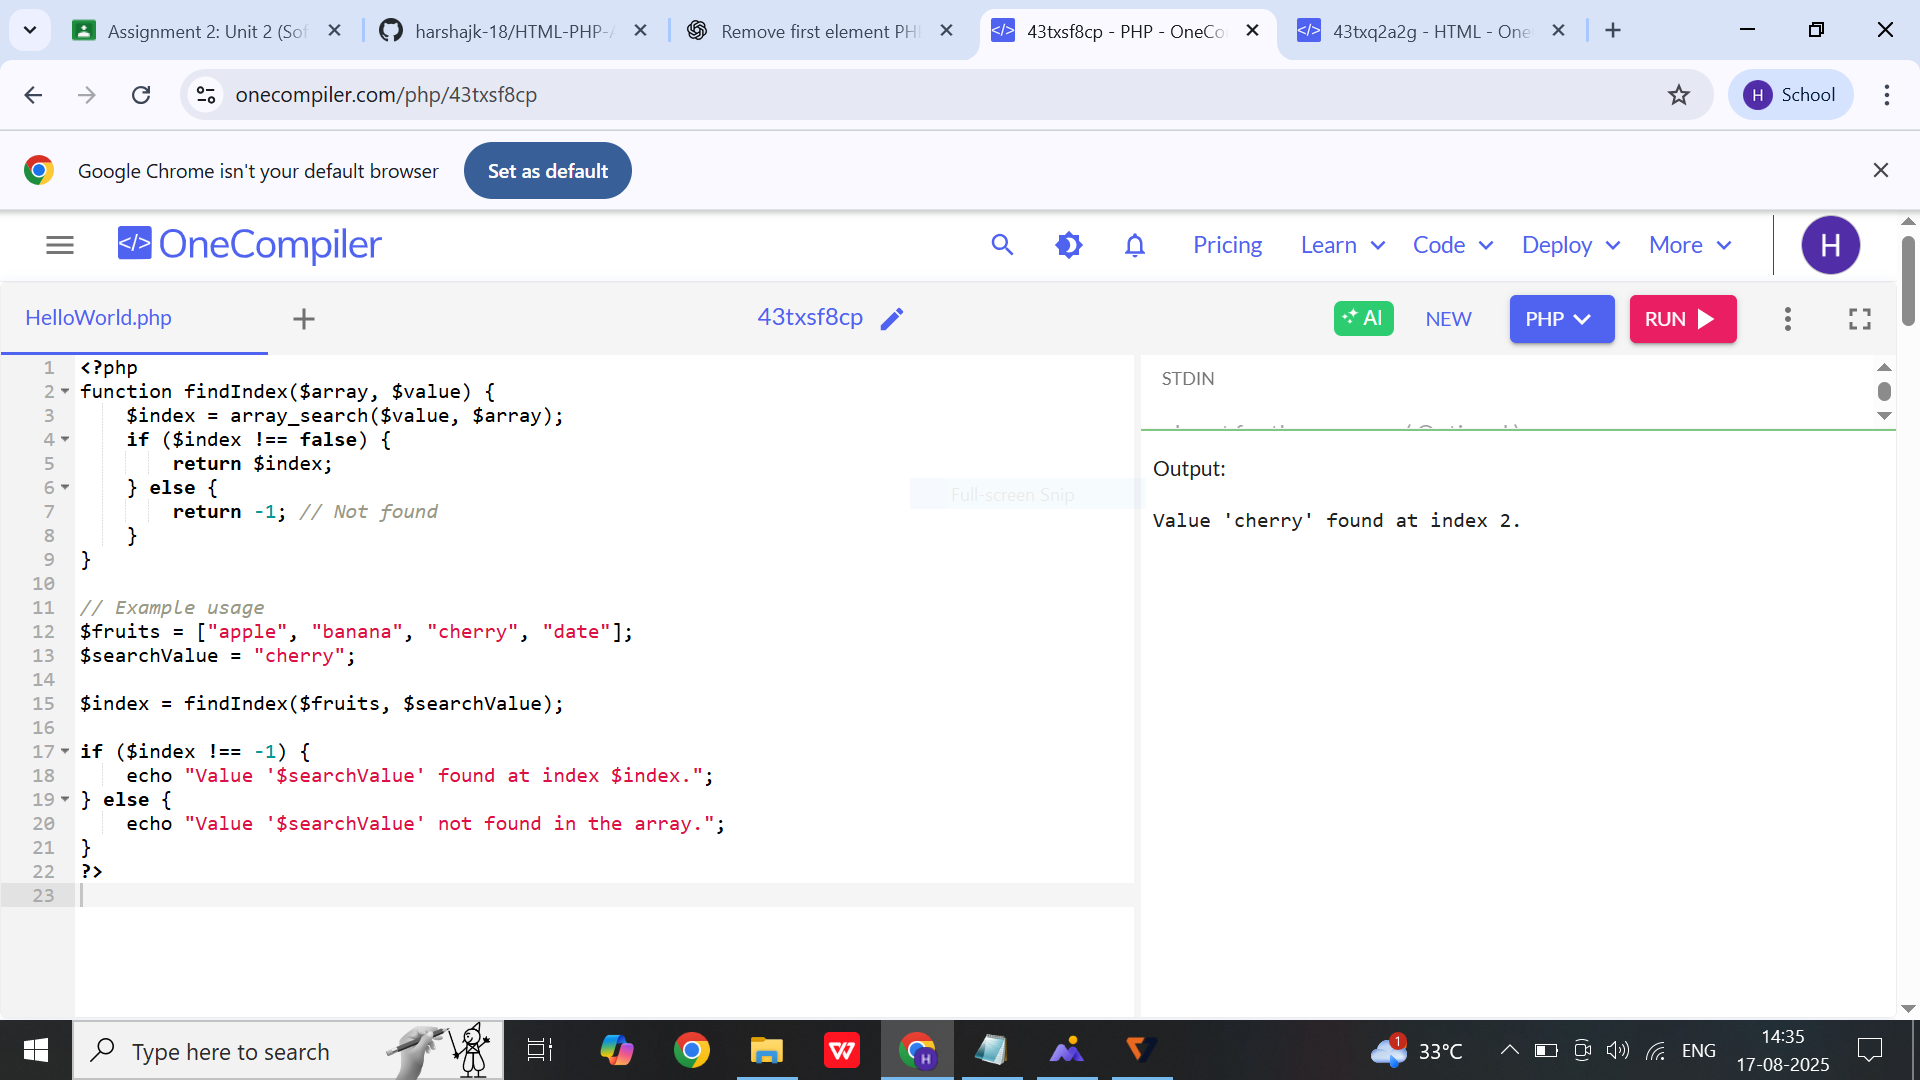 Assignment 2: Unit 2 (Sof
harshajk-18/HTML-PHP-A
Remove first element PH
43txsf8cp - PHP - OneCo
43txq2a2g - HTML - One
onecompiler.com/php/43txsf8cp
H School
Google Chrome isn't your default browser
Set as default
</> OneCompiler
Pricing
Learn
Code
Deploy
More
H
HelloWorld.php
43txsf8cp
AI
NEW
PHP
RUN
1 <?php
2 function findIndex($array, $value) {
3 $index = array_search($value, $array);
4 if ($index !== false) {
5 return $index;
6 } else {
7 return -1; // Not found
8 }
9 }
10
11 // Example usage
12 $fruits = ["apple", "banana", "cherry", "date"];
13 $searchValue = "cherry";
14
15 $index = findIndex($fruits, $searchValue);
16
17 if ($index !== -1) {
18 echo "Value '$searchValue' found at index $index.";
19 } else {
20 echo "Value '$searchValue' not found in the array.";
21 }
22 ?>
23
STDIN
Full-screen Snip
Output:
Value 'cherry' found at index 2.
Type here to search
W
H
1
33°C
ENG
14:35
17-08-2025